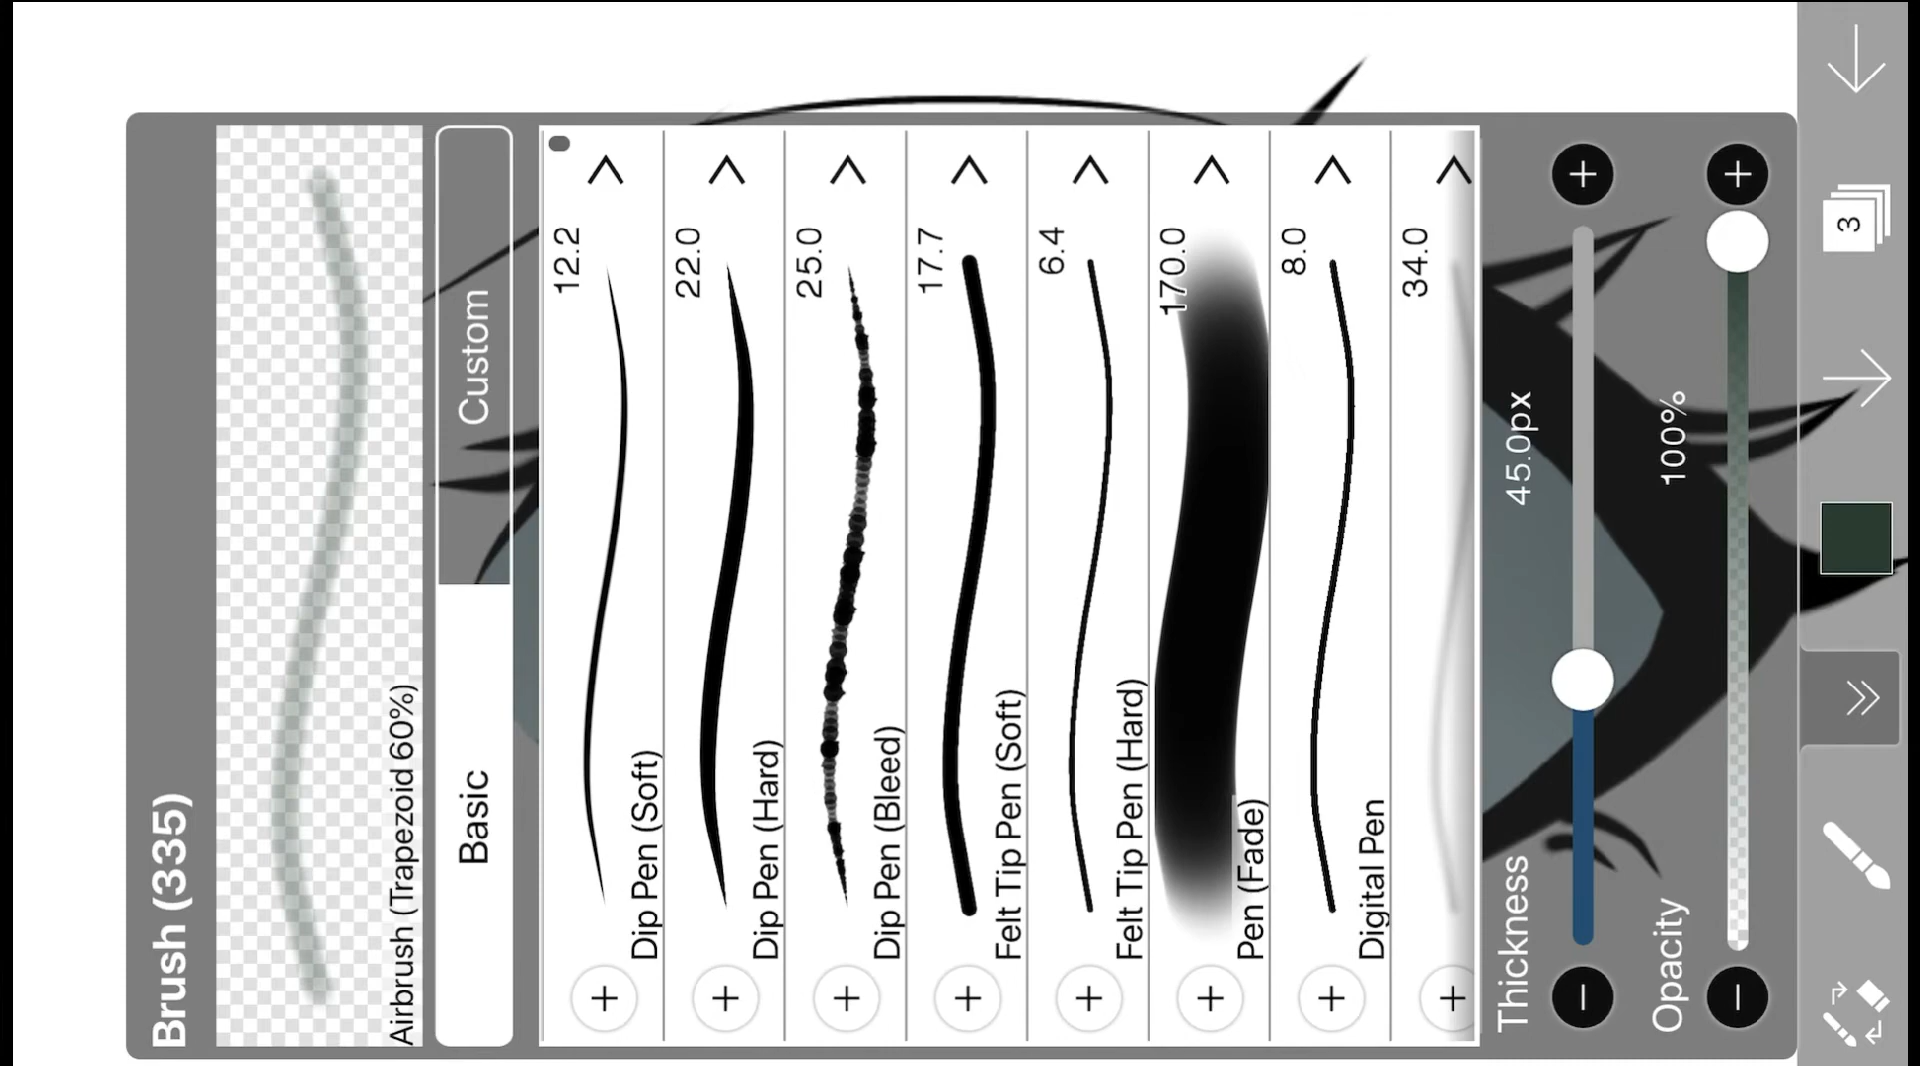 Brush (335)
Airbrush (Trapezoid 60%)
Basic
Custom
12.2
Dip Pen (Soft)
22.0
Dip Pen (Hard)
25.0
Dip Pen (Bleed)
17.7
Felt Tip Pen (Soft)
6.4
Felt Tip Pen (Hard)
170.0
Pen (Fade)
8.0
Digital Pen
34.0
Thickness
45.0px
Opacity
100%
3